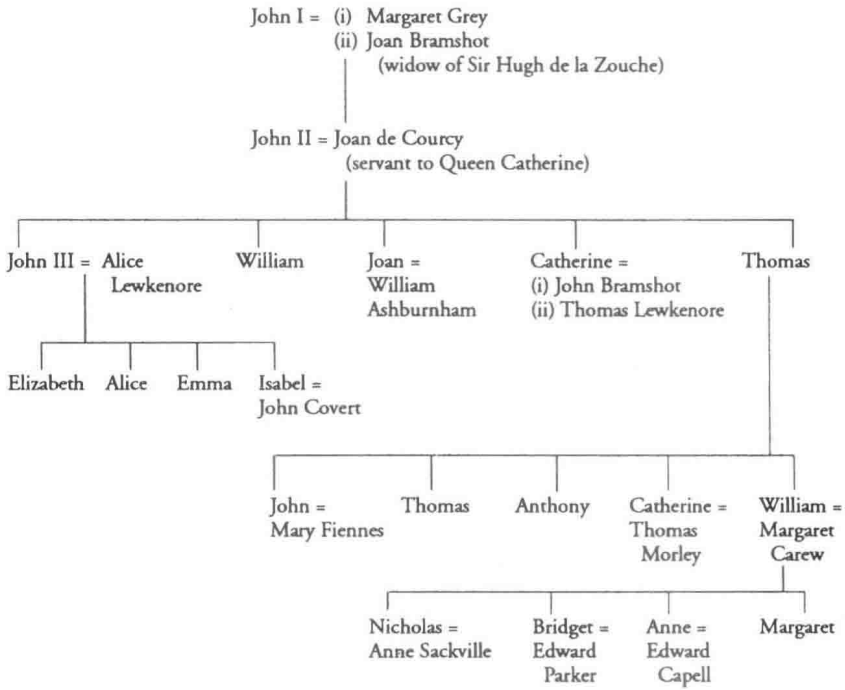 John I = (i) Margaret Grey
(ii) Joan Bramshot
(widow of Sir Hugh de la Zouche)
John II = Joan de Courcy
(servant to Queen Catherine)
John III = Alice Lewkenore
William
Joan =
William
Ashburnham
Catherine =
(i) John Bramshot
(ii) Thomas Lewkenore
Thomas
Elizabeth
Alice
Emma
Isabel =
John Covert
John =
Mary Fiennes
Thomas
Anthony
Catherine =
Thomas
Morley
William =
Margaret
Carew
Nicholas =
Anne Sackville
Bridget =
Edward
Parker
Anne =
Edward
Capell
Margaret